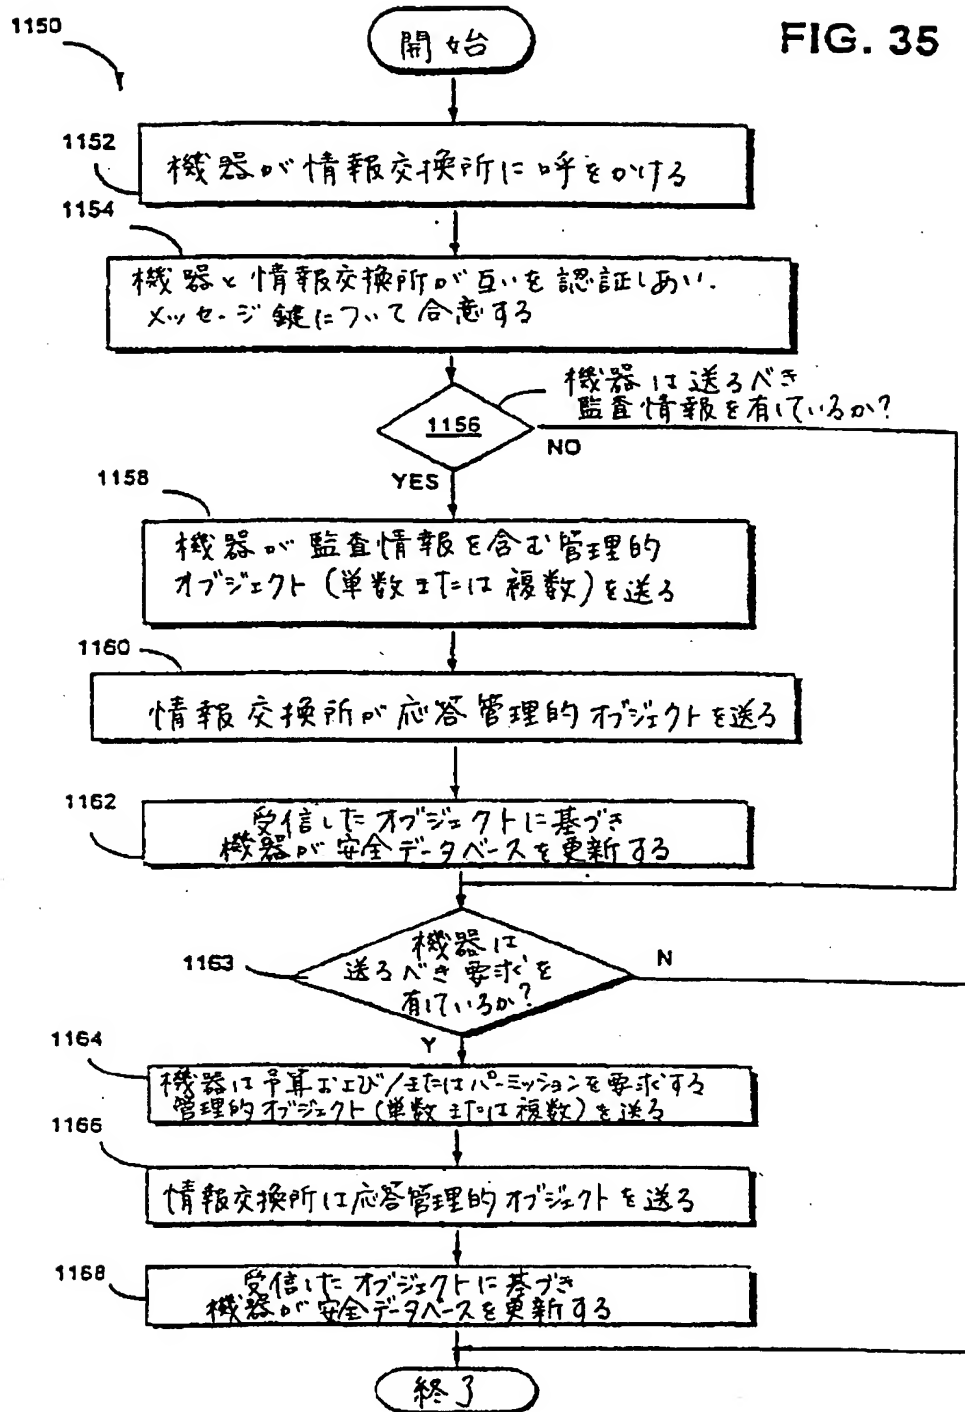 1150
開始
FIG. 35
1152
機器が情報交換所に呼をかける
1154
機器と情報交換所が互いを認証しあい、
メッセージ鍵について合意する
機器は送るべき
監査情報を有しているか?
1156
NO
YES
1158
機器が監査情報を含む管理的
オブジェクト(単数または複数)を送る
1160
情報交換所が応答管理的オブジェクトを送る
1162
受信したオブジェクトに基づき
機器が安全データベースを更新する
1163
機器は
送るべき要求を
有しているか?
N
Y
1164
機器は予算および/またはパーミッションを要求する
管理的オブジェクト(単数または複数)を送る
1166
情報交換所は応答管理的オブジェクトを送る
1168
受信したオブジェクトに基づき
機器が安全データベースを更新する
終了